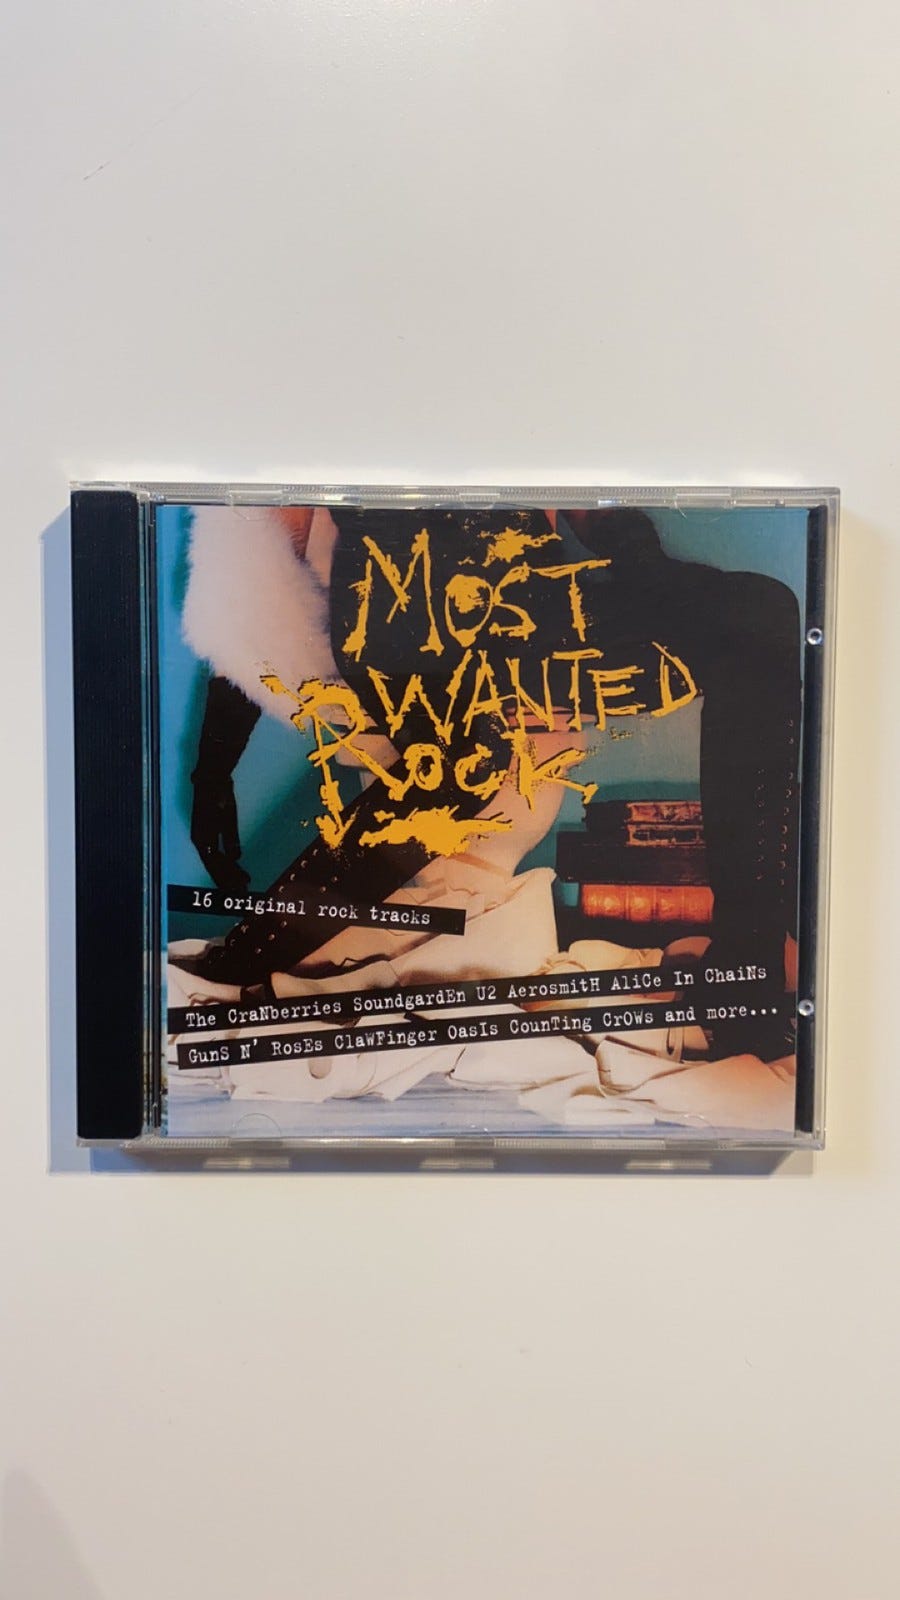 MOST
WANTED
ROCK
16 original rock tracks
The CraNberries SoundgardEn U2 AerosmitH AliCe In ChaiNs
GunS N' RosEs ClaWFinger OasIs CounTing CrOWs and more...